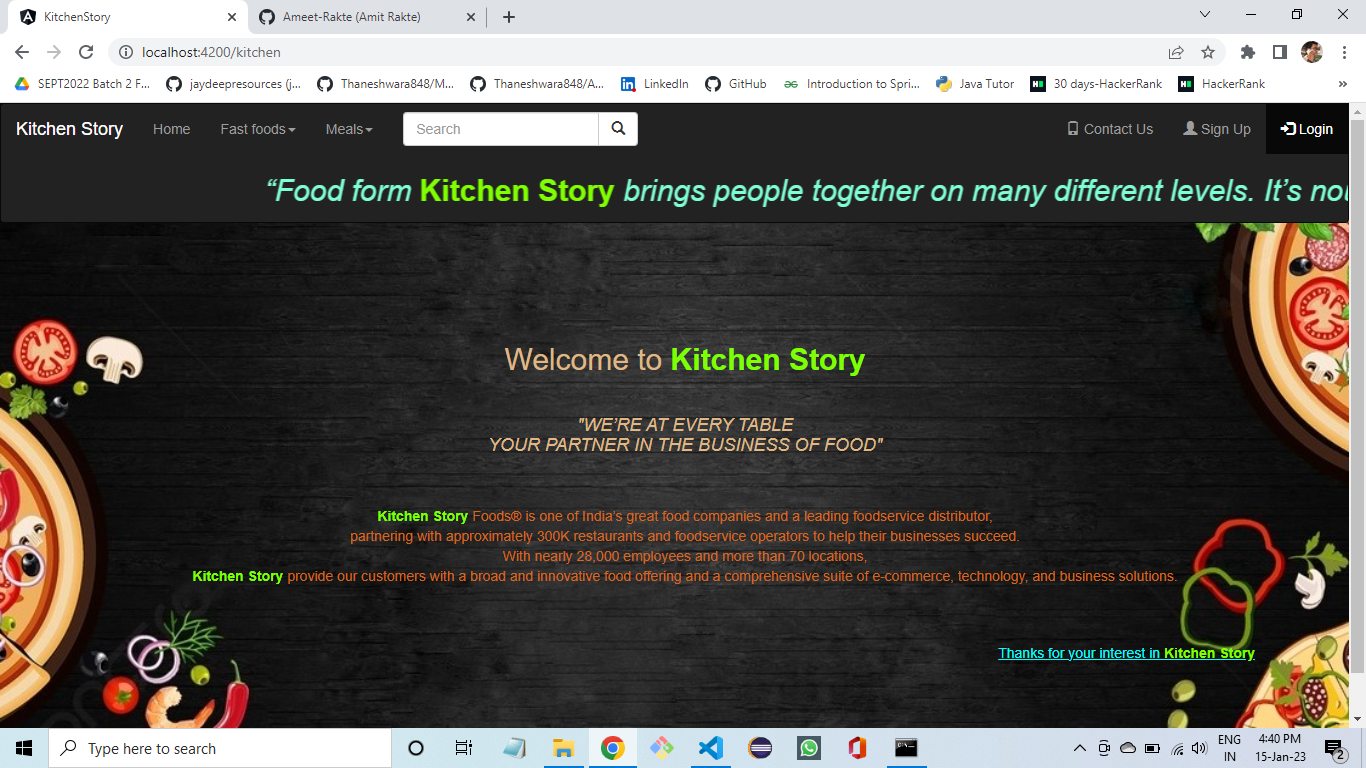 KitchenStory
Ameet-Rakte (Amit Rakte)
localhost:4200/kitchen
SEPT2022 Batch 2 F...
jaydeepresources (j...
Thaneshwara848/M...
Thaneshwara848/A...
LinkedIn
GitHub
Introduction to Spri...
Java Tutor
30 days-HackerRank
HackerRank
»
Kitchen Story
Home
Fast foods
Meals
Search
Contact Us
Sign Up
Login
“Food form Kitchen Story brings people together on many different levels. It’s nou
Welcome to Kitchen Story
"WE'RE AT EVERY TABLE
YOUR PARTNER IN THE BUSINESS OF FOOD"
Kitchen Story Foods® is one of India's great food companies and a leading foodservice distributor,
partnering with approximately 300K restaurants and foodservice operators to help their businesses succeed.
With nearly 28,000 employees and more than 70 locations,
Kitchen Story provide our customers with a broad and innovative food offering and a comprehensive suite of e-commerce, technology, and business solutions.
Thanks for your interest in Kitchen Story
Type here to search
ENG
IN
4:40 PM
15-Jan-23
2